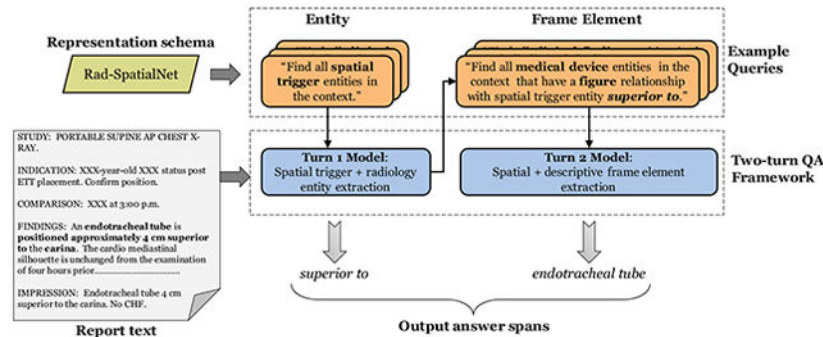 Entity
Frame Element
Representation schema
Rad-SpatialNet
"Find all spatial
trigger entities in
the context."
"Find all medical device entities in the
context that have a figure relationship
with spatial trigger entity superior to."
Example
Queries
STUDY: PORTABLE SUPINE AP CHEST X-
RAY.
INDICATION: XXX-year-old XXX status post
ETT placement. Confirm position.
COMPARISON: XXX at 3:00 p.m.
FINDINGS: An endotracheal tube is
positioned approximately 4 cm superior
to the carina. The cardio mediastinal
silhouette is unchanged from the examination
of four hours prior.................................
IMPRESSION: Endotracheal tube 4 cm
superior to the carina. No CHF.
Report text
Turn 1 Model:
Spatial trigger + radiology
entity extraction
Turn 2 Model:
Spatial + descriptive frame element
extraction
Two-turn QA
Framework
superior to
endotracheal tube
Output answer spans